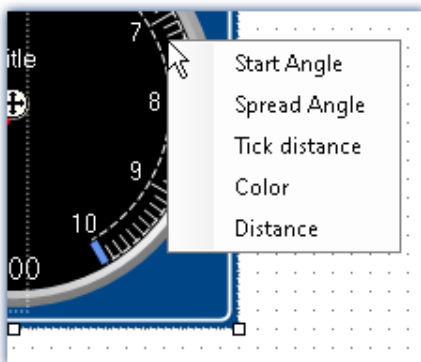 7
itle
8
9
10
00
Start Angle
Spread Angle
Tick distance
Color
Distance